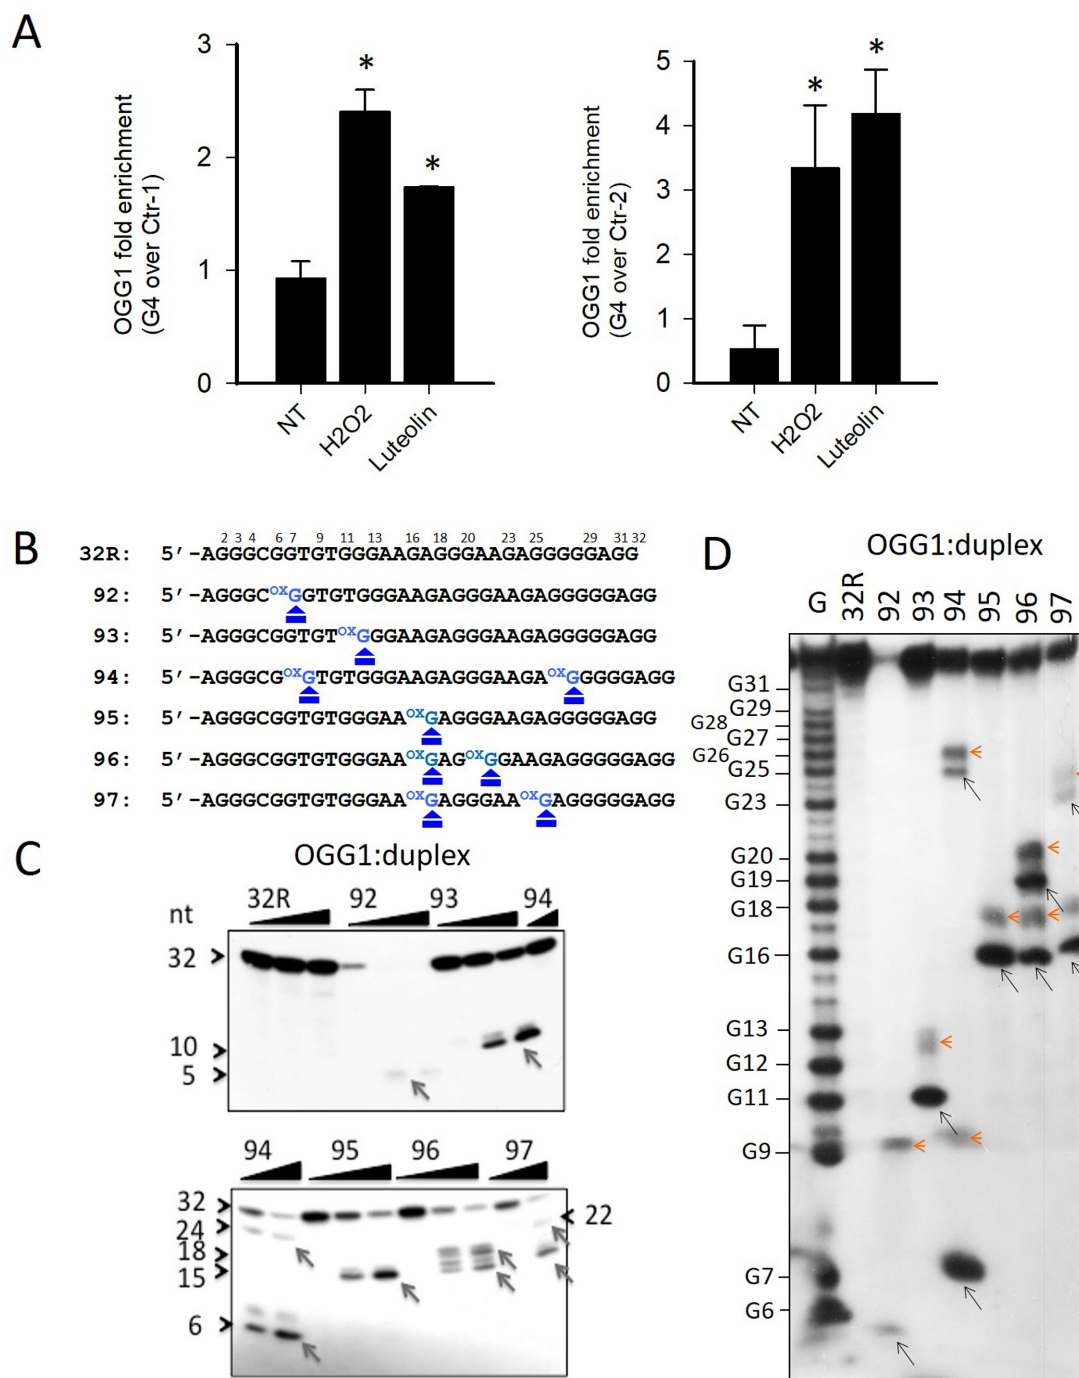 A
3
2
1
0
OGG1 fold enrichment
(G4 over Ctr-1)
*
*
NT
H2O2
Luteolin
5
4
3
2
1
0
OGG1 fold enrichment
(G4 over Ctr-2)
*
*
NT
H2O2
Luteolin
B
2 3 4 6 7 9 11 13 16 18 20 23 25 29 31 32
32R: 5′-AGGGCGGTGTGGGAAGAGGGAAGAGGGGGAGG
92: 5′-AGGGCoxGGTGTGGGAAGAGGGAAGAGGGGGAGG
93: 5′-AGGGCGGTGToxGGGAAGAGGGAAGAGGGGGAGG
94: 5′-AGGGCGoxGTGTGGGAAGAGGGAAGAoxGGGGGAGG
95: 5′-AGGGCGGTGTGGGAAoxGAGGGAAGAGGGGGAGG
96: 5′-AGGGCGGTGTGGGAAoxGAGoxGGAAGAGGGGGAGG
97: 5′-AGGGCGGTGTGGGAAoxGAGGGAAoxGAGGGGGAGG
C
OGG1:duplex
nt
32R 92 93 94
32
10
5
94 95 96 97
32
24
18
15
6
22
D
OGG1:duplex
G 32R 92 93 94 95 96 97
G31
G29
G28
G27
G26
G25
G23
G20
G19
G18
G16
G13
G12
G11
G9
G7
G6